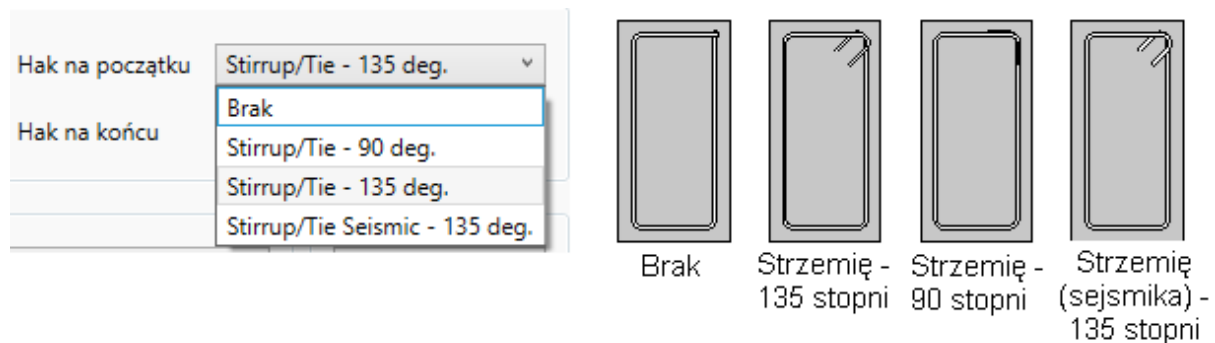 Hak na początku
Stirrup/Tie - 135 deg.
Brak
Hak na końcu
Stirrup/Tie - 90 deg.
Stirrup/Tie - 135 deg.
Stirrup/Tie Seismic - 135 deg.
Brak
Strzemię -
135 stopni
Strzemię -
90 stopni
Strzemię
(sejsmika) -
135 stopni